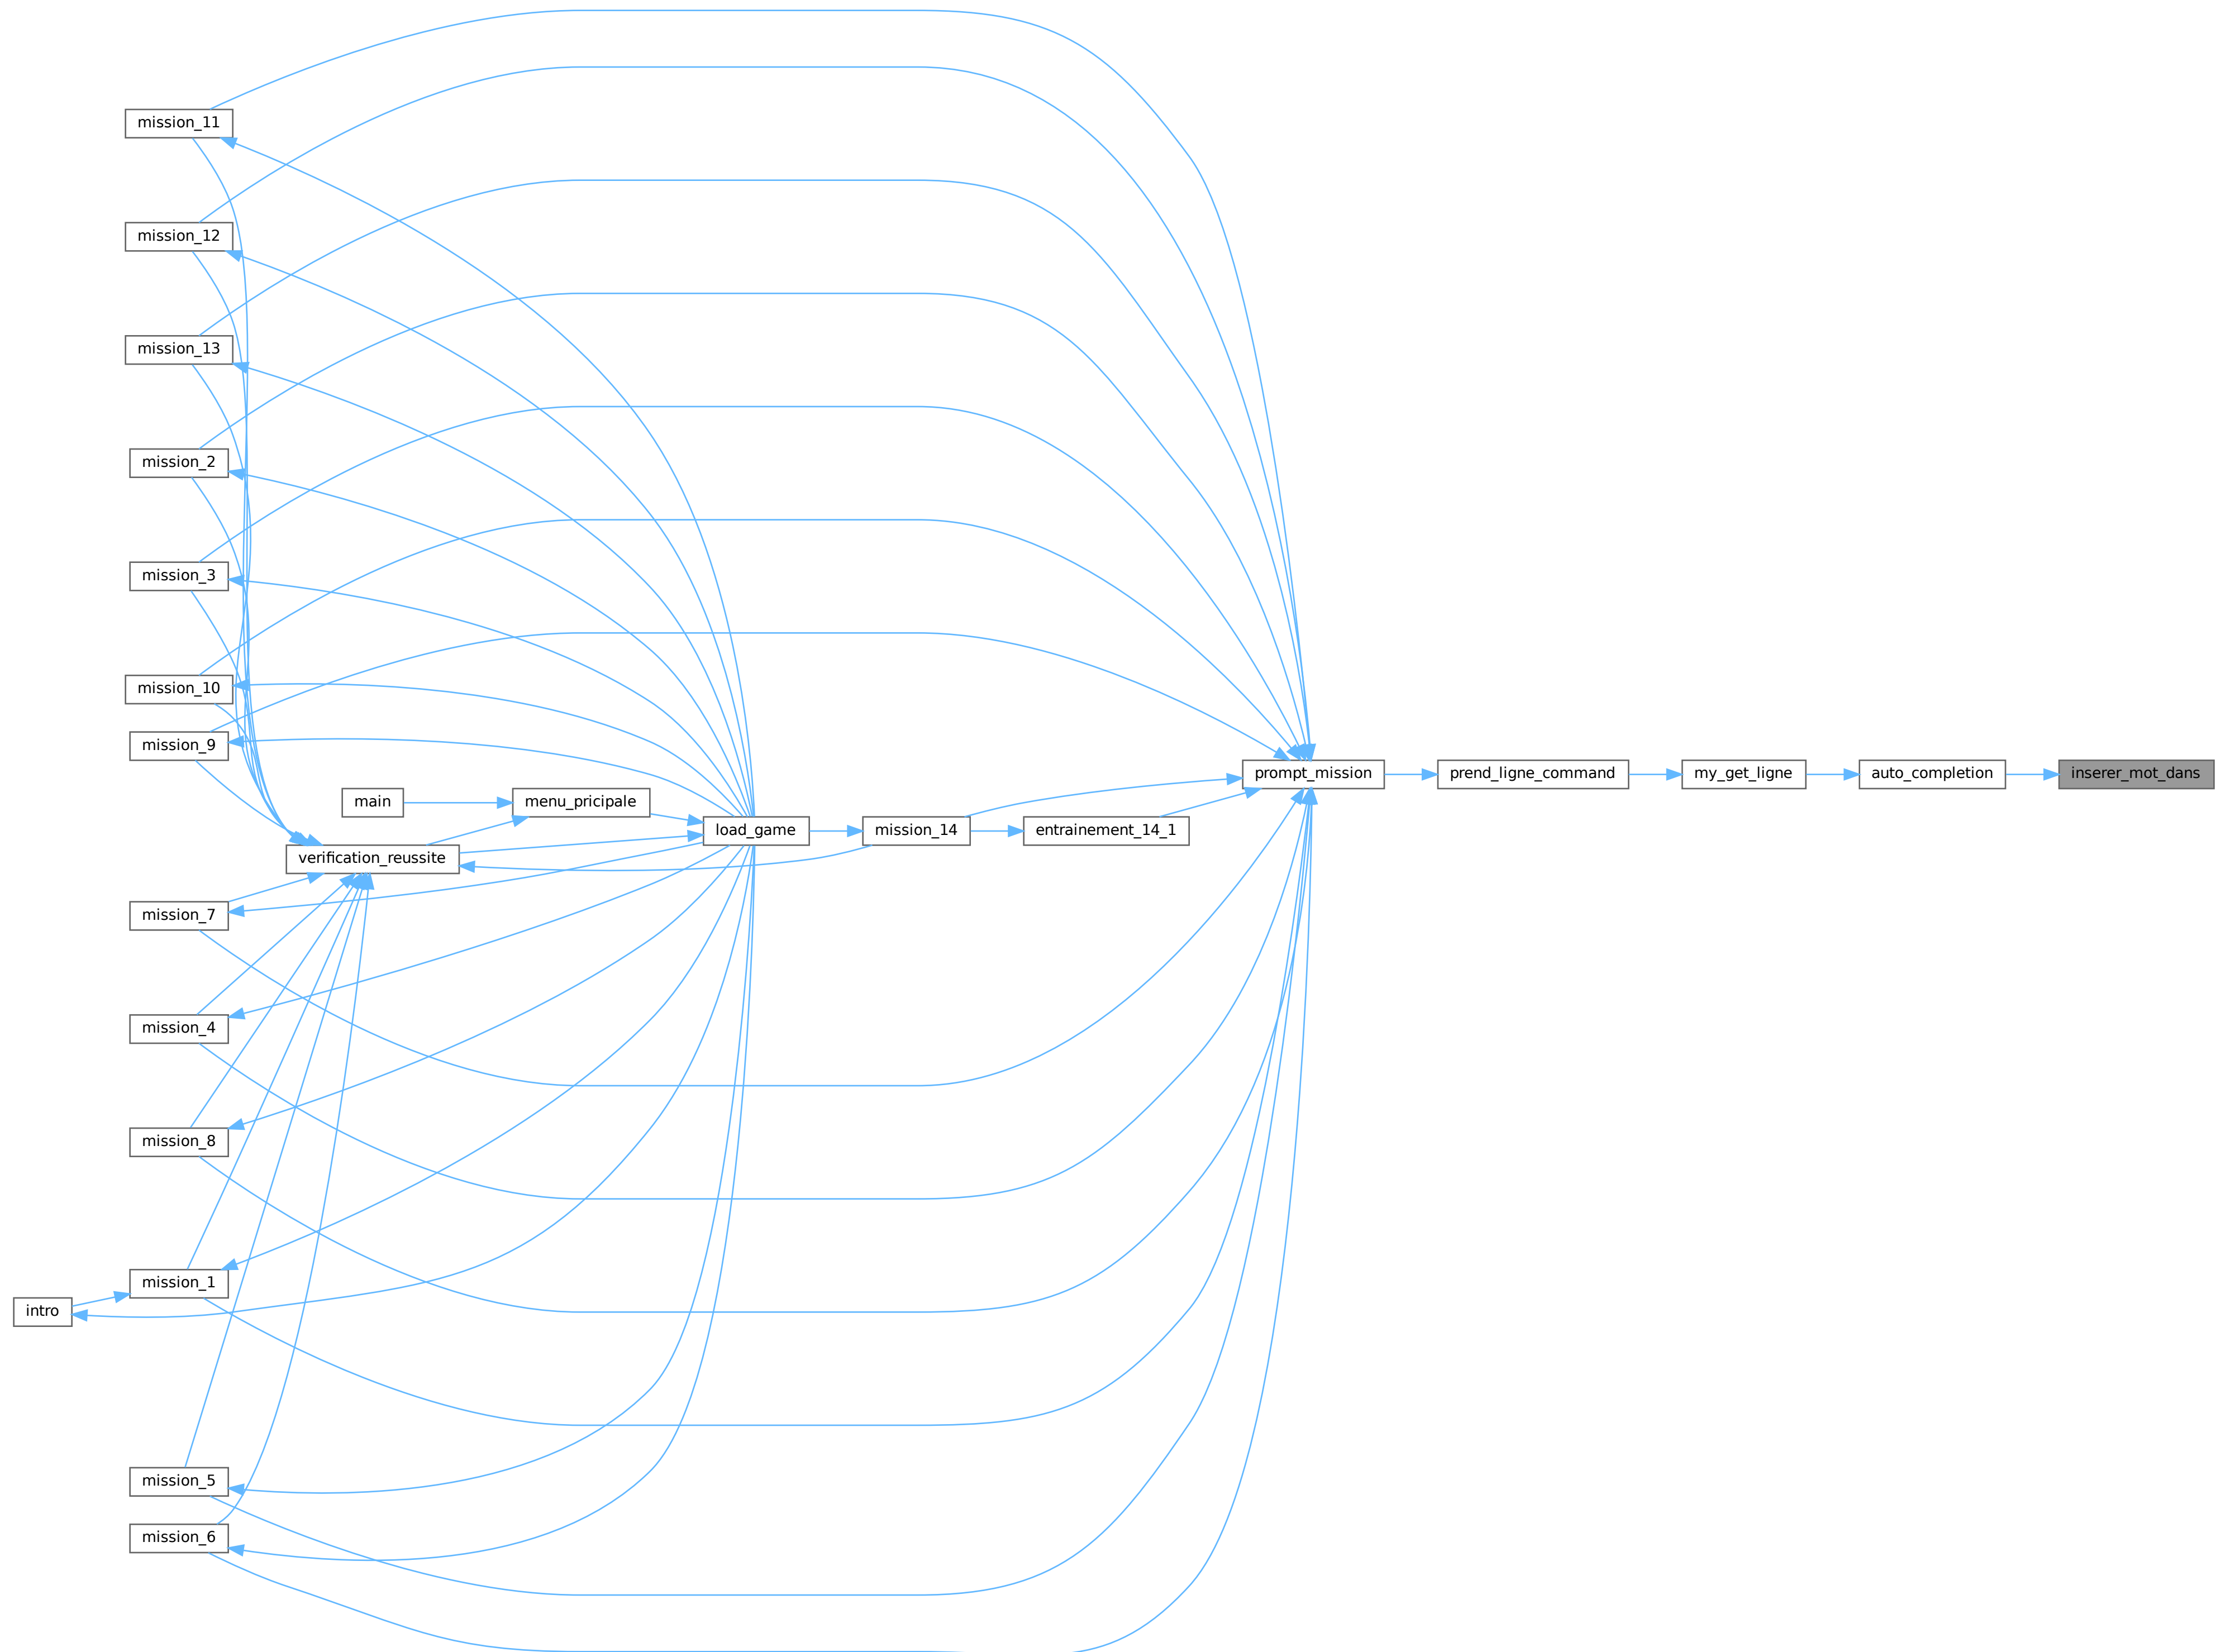 mission_11
mission_12
mission_13
mission_2
mission_3
mission_10
mission_9
main
menu_pricipale
load_game
verification_reussite
mission_14
entrainement_14_1
prompt_mission
prend_ligne_command
my_get_ligne
auto_completion
inserer_mot_dans
mission_7
mission_4
mission_8
mission_1
intro
mission_5
mission_6